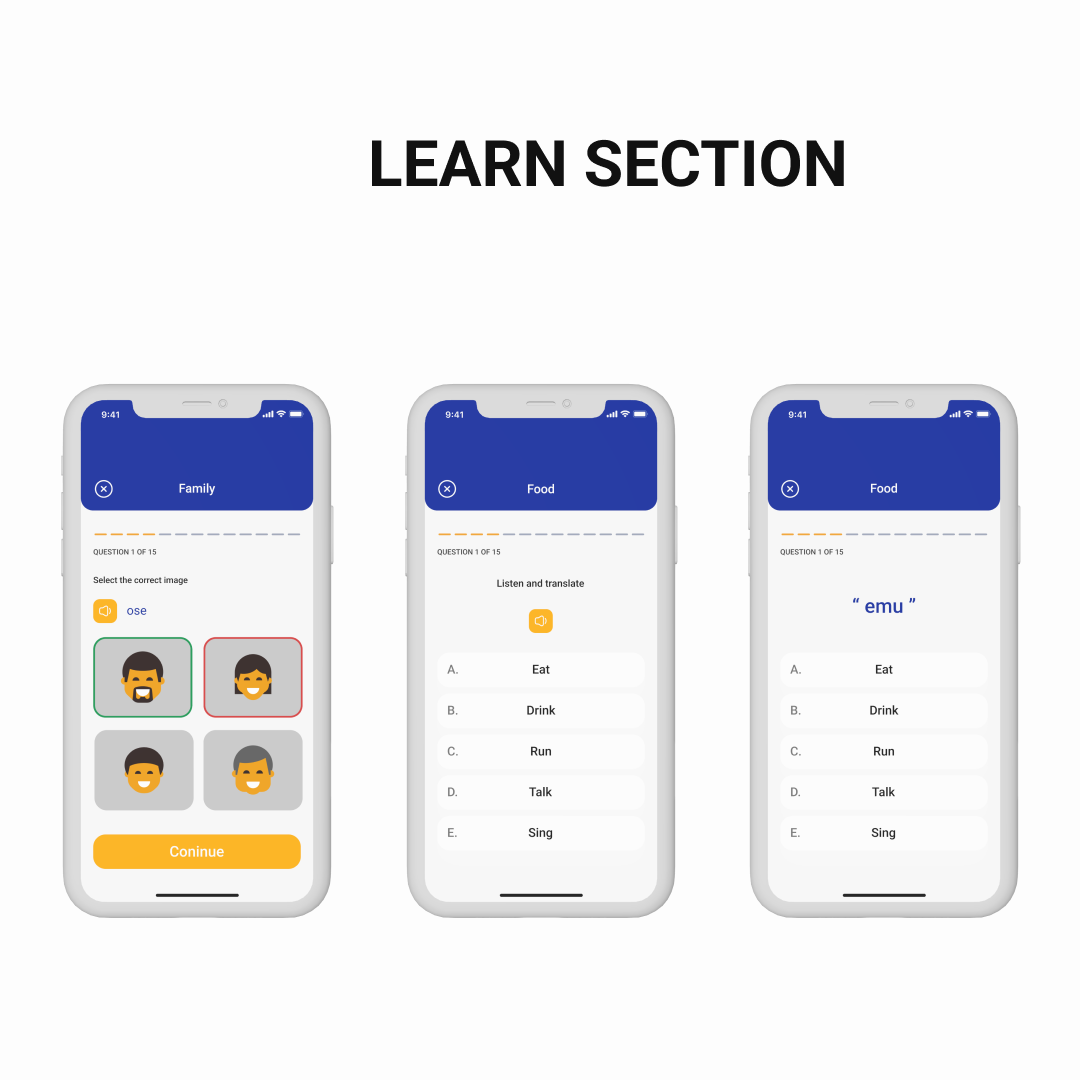 LEARN SECTION
9:41
Family
QUESTION 1 OF 15
Select the correct image
ose
Coninue
9:41
Food
QUESTION 1 OF 15
Listen and translate
A. Eat
B. Drink
C. Run
D. Talk
E. Sing
9:41
Food
QUESTION 1 OF 15
“ emu ”
A. Eat
B. Drink
C. Run
D. Talk
E. Sing